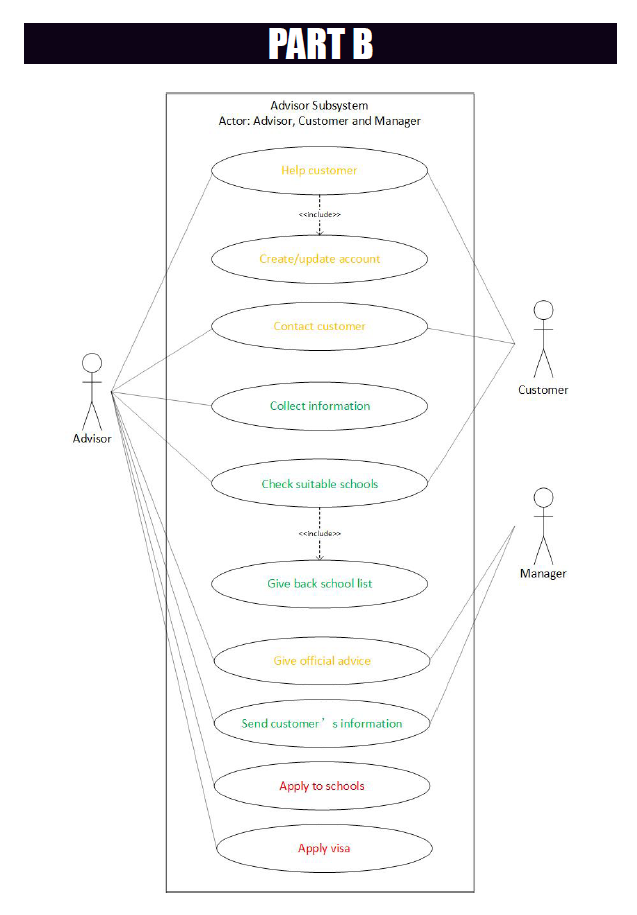 PART B
Advisor Subsystem
Actor: Advisor, Customer and Manager
Help customer
<<include>>
Create/update account
Contact customer
Customer
Advisor
Collect information
Check suitable schools
Manager
<<include>>
Give back school list
Give official advice
Send customer’s information
Apply to schools
Apply visa